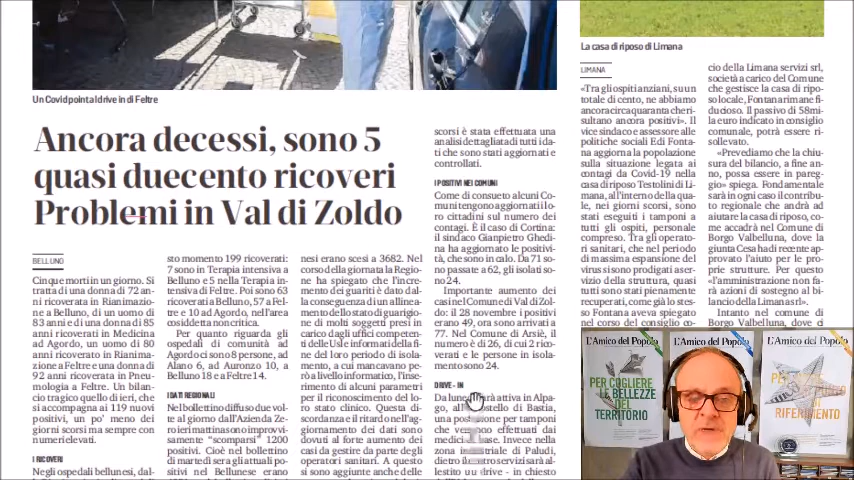 Un Covid point al drive in di Feltre
Ancora decessi, sono 5
quasi duecento ricoveri
Problemi in Val di Zoldo
BELLUNO
Cinque morti in un giorno. Si
tratta di una donna di 72 an-
ni ricoverata in Rianimazio-
ne a Belluno, di un uomo di
83 anni e di una donna di 85
anni ricoverati in Medicina
ad Agordo, un uomo di 80
anni ricoverato in Rianima-
zione a Feltre e una donna di
92 anni ricoverata in Pneu-
mologia a Feltre. Un bilan-
cio tragico quello di ieri, che
si accompagna ai 119 nuovi
positivi, un po' meno dei
giorni scorsi ma sempre con
numeri elevati.
I RICOVERI
Negli ospedali bellunesi, dal-
sto momento 199 ricoverati:
7 sono in Terapia intensiva a
Belluno e 5 nella Terapia in-
tensiva di Feltre. Poi sono 63
ricoverati a Belluno, 57 a Fel-
tre e 10 ad Agordo, nell'area
cosiddetta non critica.
Per quanto riguarda gli
ospedali di comunità ad
Agordo ci sono 8 persone, ad
Alano 6, ad Auronzo 10, a
Belluno 18 e a Feltre 14.
I DATI REGIONALI
Nel bollettino diffuso due vol-
te al giorno dall'Azienda Ze-
ro ieri mattina sono improvvi-
samente "scomparsi" 1200
positivi. Cioè nel bollettino
di martedì sera gli attuali po-
sitivi nel Bellunese erano
nesi erano scesi a 3682. Nel
corso della giornata la Regio-
ne ha spiegato che l'incre-
mento dei guariti è dato dal-
la conseguenza di un allinea-
mento dello stato di guarigio-
ne di molti soggetti presi in
carico dagli uffici competen-
ti delle Usl e informati della fi-
ne del loro periodo di isola-
mento, a cui mancavano pe-
rò a livello informatico, l'inse-
rimento di alcuni parametri
per il riconoscimento del lo-
ro stato clinico. Questa di-
scordanza e il ritardo nell'ag-
giornamento dei dati sono
dovuti al forte aumento dei
casi da gestire da parte degli
operatori sanitari. A questo
si sono aggiunte anche delle
scorsi è stata effettuata una
analisi dettagliata di tutti i da-
ti che sono stati aggiornati e
controllati.
I POSITIVI NEI COMUNI
Come di consueto alcuni Co-
muni tengono aggiornati i lo-
ro cittadini sul numero dei
contagi. È il caso di Cortina:
il sindaco Gianpietro Ghedi-
na ha aggiornato le positivi-
tà, che sono in calo. Da 71 so-
no passate a 62, gli isolati so-
no 24.
Importante aumento dei
casi nel Comune di Val di Zol-
do: il 28 novembre i positivi
erano 49, ora sono arrivati a
77. Nel Comune di Arsiè, il
numero è di 26, di cui 2 rico-
verati e le persone in isola-
mento sono 24.
DRIVE - IN
La casa di riposo di Limana
LIMANA
«Tra gli ospiti anziani, su un
totale di cento, ne abbiamo
ancora circa quaranta che ri-
sultano ancora positivi». Il
vice sindaco e assessore alle
politiche sociali Edi Fonta-
na aggiorna la popolazione
sulla situazione legata ai
contagi da Covid-19 nella
casa di riposo Testolini di Li-
mana, all'interno della qua-
le, nei giorni scorsi, sono
stati eseguiti i tamponi a
tutti gli ospiti, personale
compreso. Tra gli operato-
ri sanitari, che nel periodo
di massima espansione del
virus si sono prodigati a ser-
vizio della struttura, quasi
tutti sono stati pienamente
recuperati, come già lo stes-
so Fontana aveva spiegato
nel corso del consiglio co-
cio della Limana servizi srl,
società a carico del Comune
che gestisce la casa di ripo-
so locale, Fontana rimane fi-
ducioso. Il passivo di 58mi-
la euro indicato in consiglio
comunale, potrà essere ri-
sollevato.
«Prevediamo che la chiu-
sura del bilancio, a fine an-
no, possa essere in pareg-
gio» spiega. Fondamentale
sarà in ogni caso il contribu-
to regionale che andrà ad
aiutare la casa di riposo, co-
me accadrà nel Comune di
Borgo Valbelluna, dove la
giunta Cesa ha di recente ap-
provato l'aiuto per le pro-
prie strutture. Per questo
«l'amministrazione non fa-
rà azioni di sostegno al bi-
lancio della Limana srl».
Intanto nel comune di
Borgo Valbelluna, dove ci
L'Amico del Popolo
PER COGLIERE
LE BELLEZZE
DEL
TERRITORIO
L'Amico del Popolo
L'Amico del Popolo
DI
RIFERIMENTO